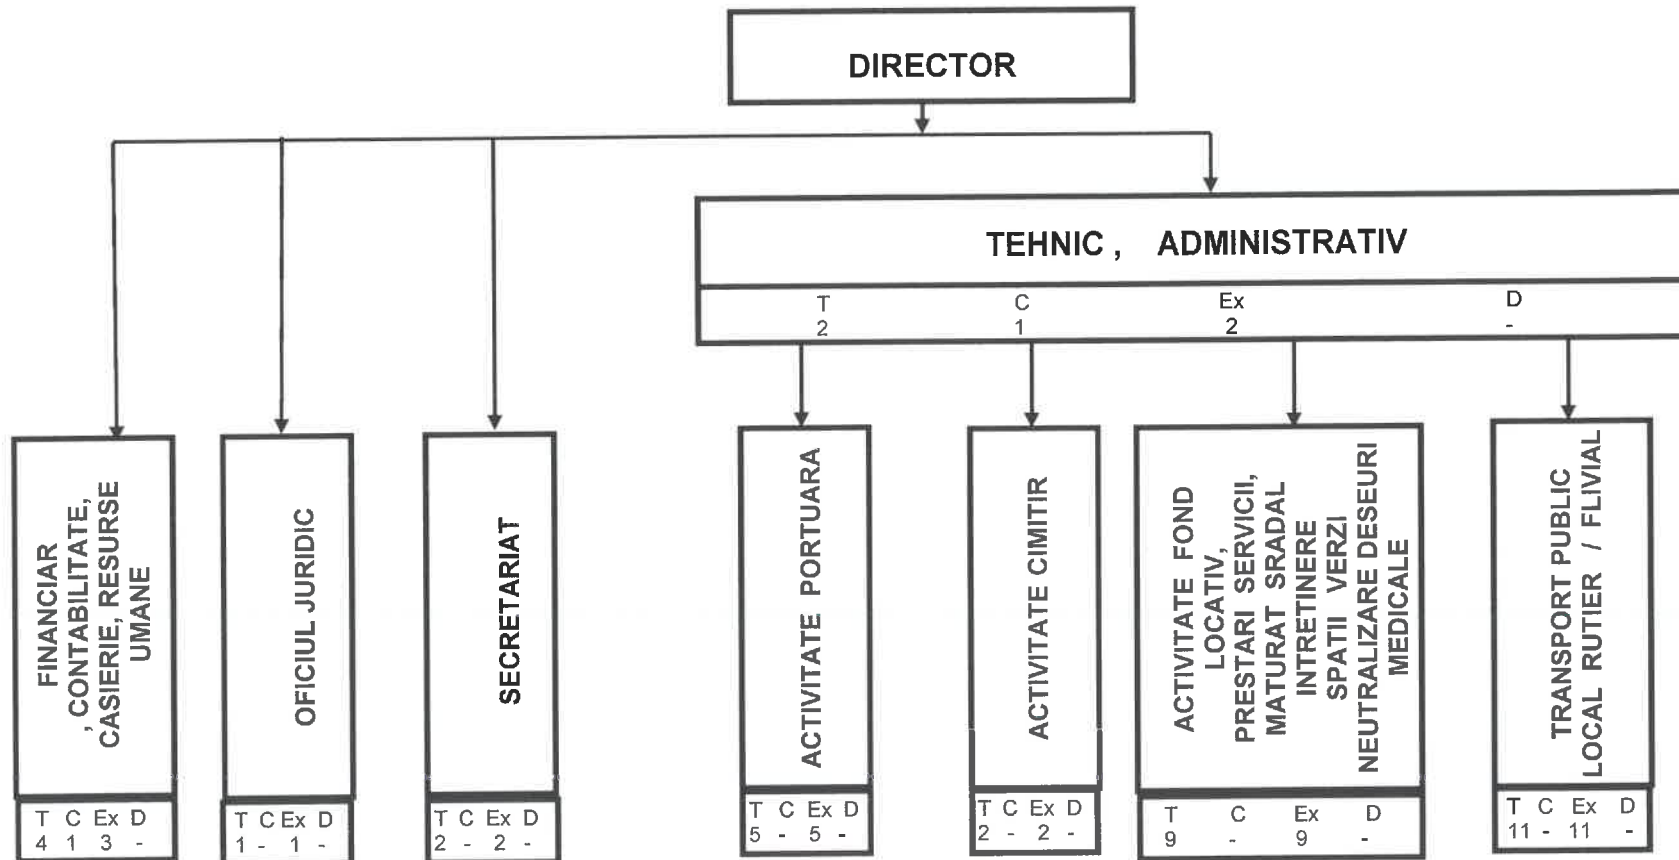 DIRECTOR
TEHNIC , ADMINISTRATIV
T C Ex D
2 1 2 -
FINANCIAR
, CONTABILITATE,
CASIERIE, RESURSE
UMANE
T C Ex D
4 1 3 -
OFICIUL JURIDIC
T C Ex D
1 - 1 -
SECRETARIAT
T C Ex D
2 - 2 -
ACTIVITATE PORTUARA
T C Ex D
5 - 5 -
ACTIVITATE CIMITIR
T C Ex D
2 - 2 -
ACTIVITATE FOND
LOCATIV,
PRESTARI SERVICII,
MATURAT SRADAL
INTRETINERE
SPATII VERZI
NEUTRALIZARE DESEURI
MEDICALE
T C Ex D
9 - 9 -
TRANSPORT PUBLIC
LOCAL RUTIER / FLIVIAL
T C Ex D
11 - 11 -